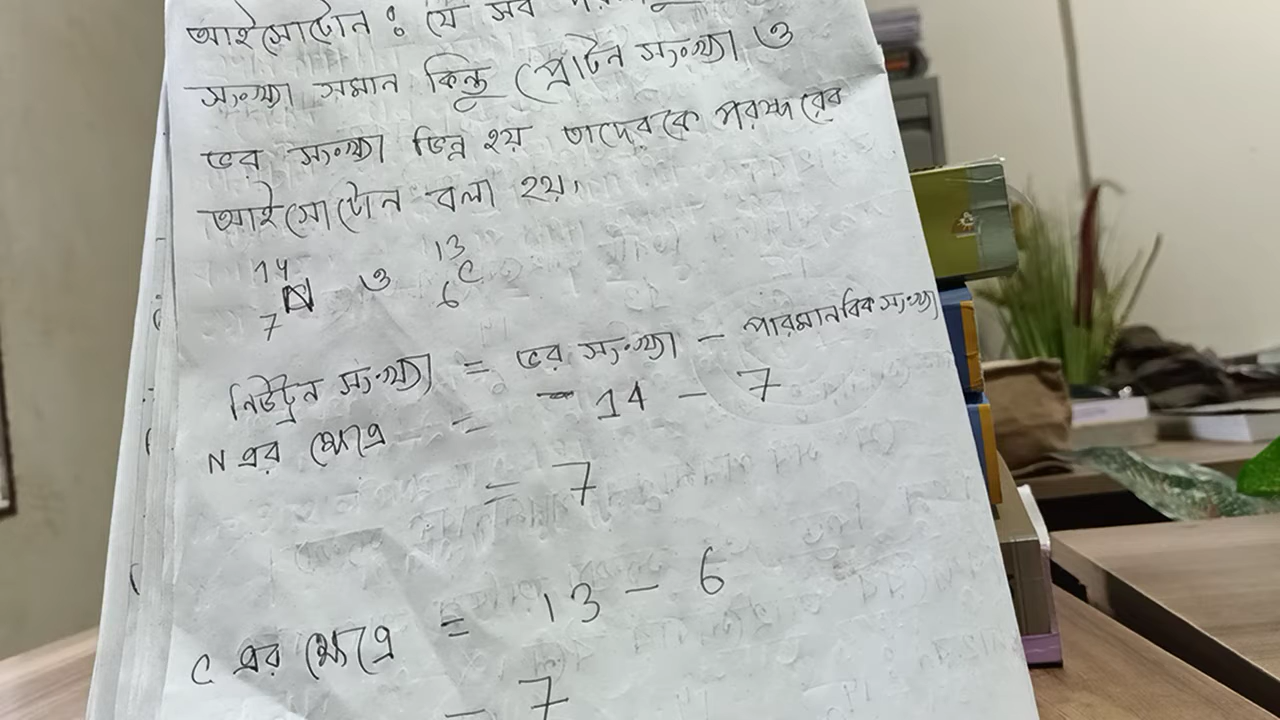 আইসোটোন : যে সব
সংখ্যা সমান কিন্তু প্রোটন সংখ্যা ও
ভর সংখ্যা ভিন্ন হয় তাদেরকে পরস্পরের
আইসোটোন বলা হয়।
14 13
N ও C
7 6
নিউট্রন সংখ্যা = ভর সংখ্যা – পারমানবিক সংখ্যা
N এর ক্ষেত্রে = – 14 – 7
= 7
C এর ক্ষেত্রে = 13 – 6
= 7